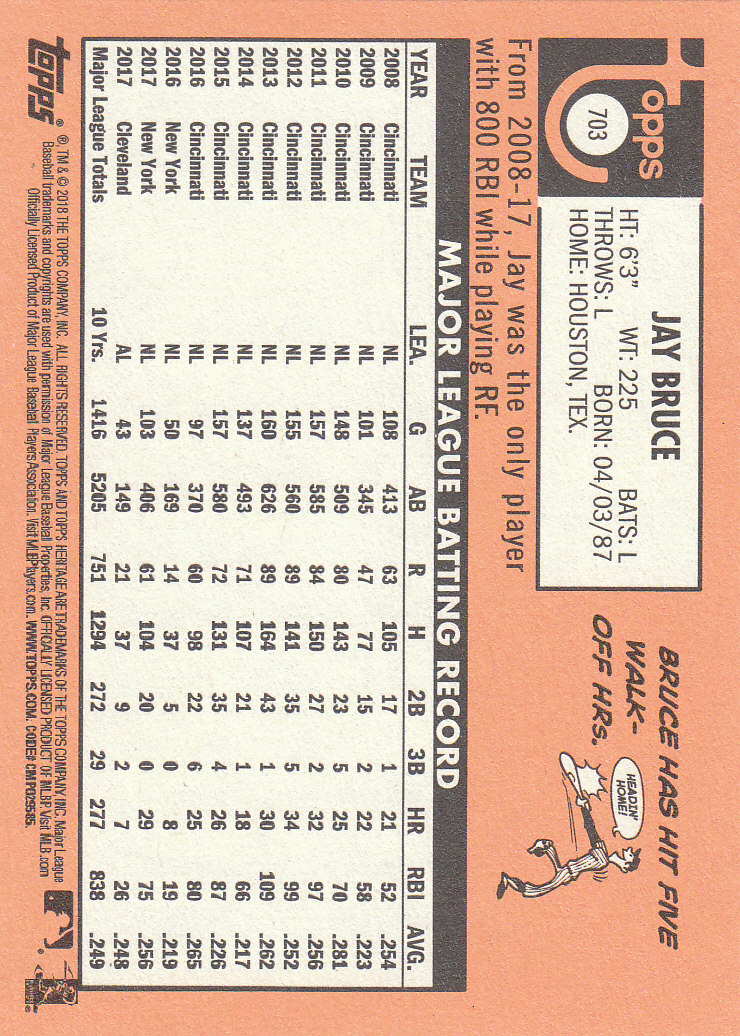 topps
703
JAY BRUCE
HT: 6'3" WT: 225 BATS: L
THROWS: L BORN: 04/03/87
HOME: HOUSTON, TEX.
BRUCE HAS HIT FIVE
WALK-
OFF HRS.
HEADIN'
HOME!
From 2008-17, Jay was the only player
with 800 RBI while playing RF.
MAJOR LEAGUE BATTING RECORD
YEAR TEAM LEA. G AB R H 2B 3B HR RBI AVG.
2008 Cincinnati NL 108 413 63 105 17 1 21 52 .254
2009 Cincinnati NL 101 345 47 77 15 2 22 58 .223
2010 Cincinnati NL 148 509 80 143 23 5 25 70 .281
2011 Cincinnati NL 157 585 84 150 27 2 32 97 .256
2012 Cincinnati NL 155 560 89 141 35 5 34 99 .252
2013 Cincinnati NL 160 626 89 164 43 1 30 109 .262
2014 Cincinnati NL 137 493 71 107 21 1 18 66 .217
2015 Cincinnati NL 157 580 72 131 35 4 26 87 .226
2016 Cincinnati NL 97 370 60 98 22 6 25 80 .265
2016 New York NL 50 169 14 37 5 0 8 19 .219
2017 New York NL 103 406 61 104 20 0 29 75 .256
2017 Cleveland AL 43 149 21 37 9 2 7 26 .248
Major League Totals 10 Yrs. 1416 5205 751 1294 272 29 277 838 .249
topps ® ®, TM & © 2018 THE TOPPS COMPANY, INC. ALL RIGHTS RESERVED. TOPPS AND TOPPS HERITAGE ARE TRADEMARKS OF THE TOPPS COMPANY, INC. Major League
Baseball trademarks and copyrights are used with permission of Major League Baseball Properties, Inc. OFFICIALLY LICENSED PRODUCT OF MLBP. Visit MLB.com
Officially Licensed Product of Major League Baseball Players Association. Visit MLBPlayers.com. WWW.TOPPS.COM. CODE# CMP029585.